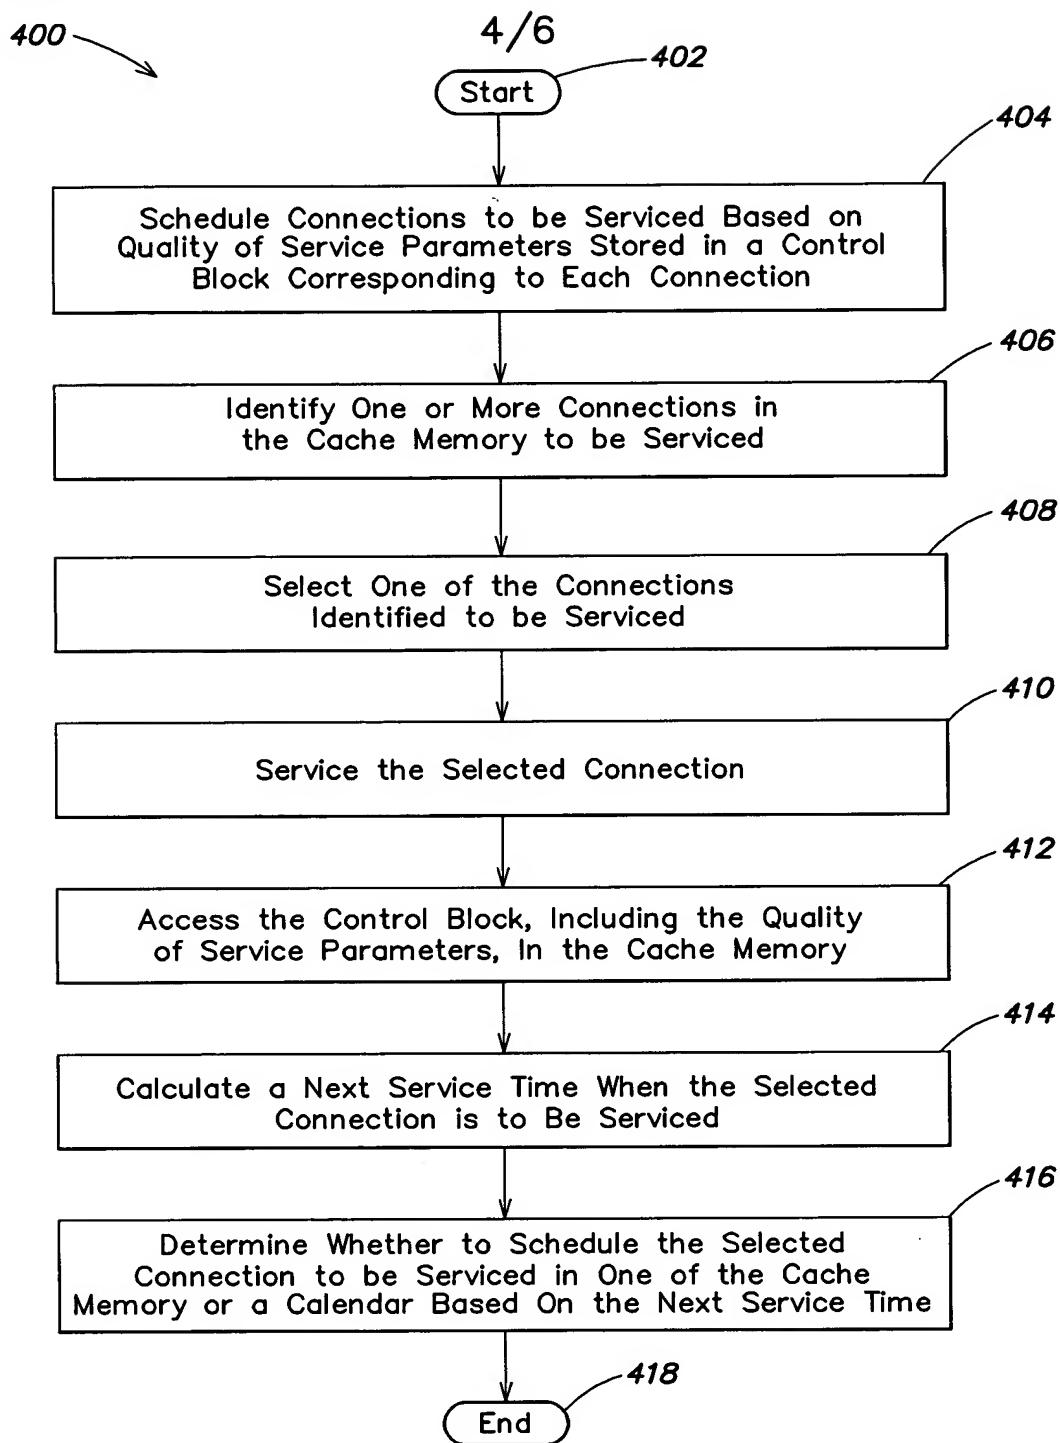 400
4/6
402
Start
404
Schedule Connections to be Serviced Based on
Quality of Service Parameters Stored in a Control
Block Corresponding to Each Connection
406
Identify One or More Connections in
the Cache Memory to be Serviced
408
Select One of the Connections
Identified to be Serviced
410
Service the Selected Connection
412
Access the Control Block, Including the Quality
of Service Parameters, In the Cache Memory
414
Calculate a Next Service Time When the Selected
Connection is to Be Serviced
416
Determine Whether to Schedule the Selected
Connection to be Serviced in One of the Cache
Memory or a Calendar Based On the Next Service Time
418
End